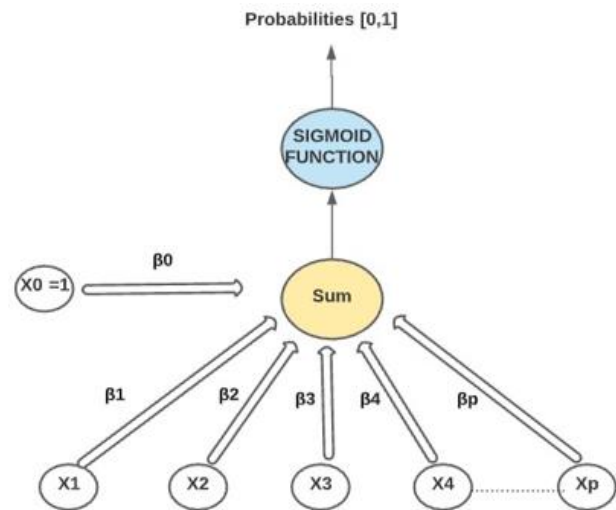 Probabilities [0,1]
SIGMOID
FUNCTION
β0
X0 =1
Sum
β1
β2
β3
β4
βp
X1
X2
X3
X4
Xp